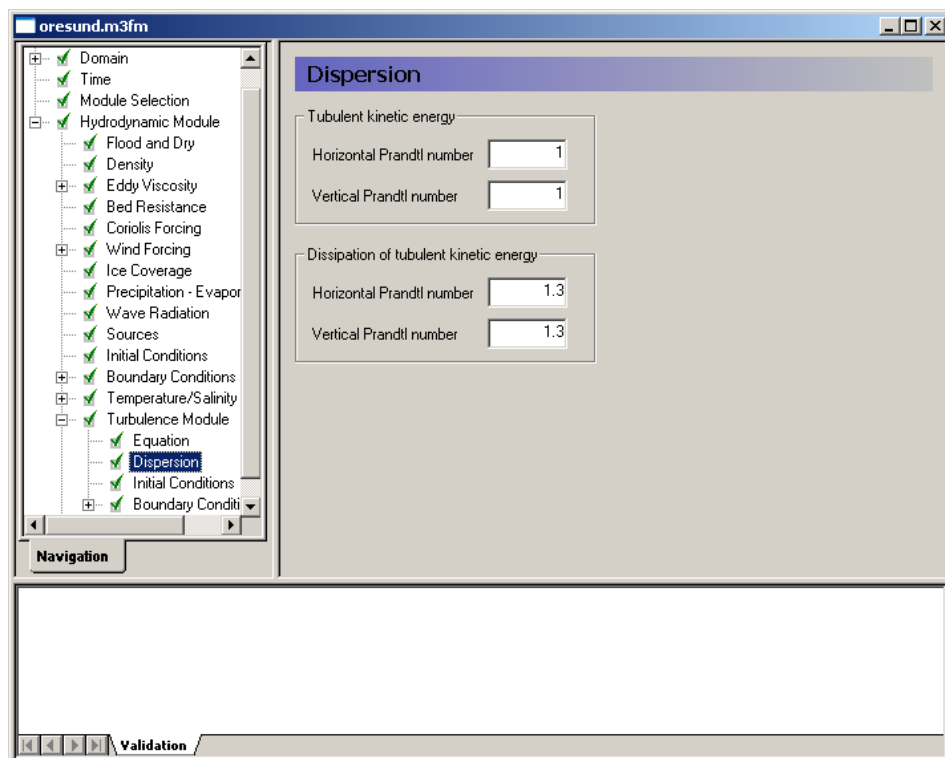 oresund.m3fm
Domain
Time
Module Selection
Hydrodynamic Module
Flood and Dry
Density
Eddy Viscosity
Bed Resistance
Coriolis Forcing
Wind Forcing
Ice Coverage
Precipitation - Evapor
Wave Radiation
Sources
Initial Conditions
Boundary Conditions
Temperature/Salinity
Turbulence Module
Equation
Dispersion
Initial Conditions
Boundary Conditi
Navigation
Dispersion
Tubulent kinetic energy
Horizontal Prandtl number 1
Vertical Prandtl number 1
Dissipation of tubulent kinetic energy
Horizontal Prandtl number 1.3
Vertical Prandtl number 1.3
Validation